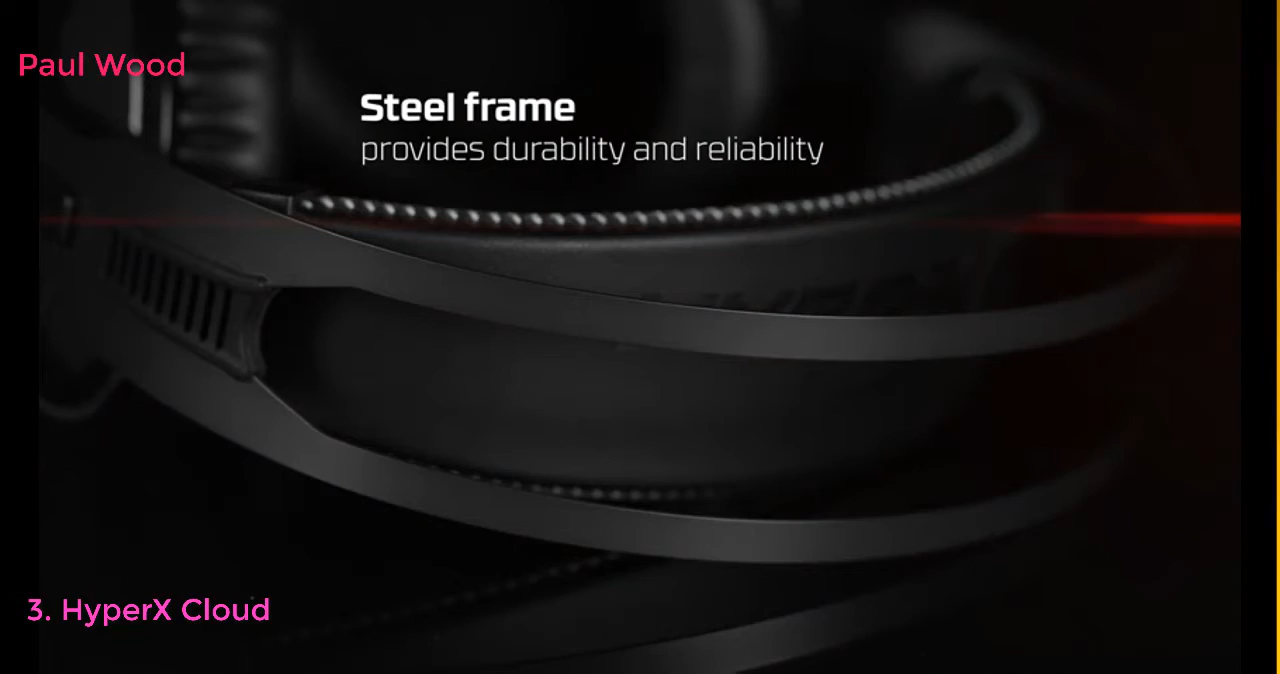 Paul Wood
Steel frame
provides durability and reliability
3. HyperX Cloud